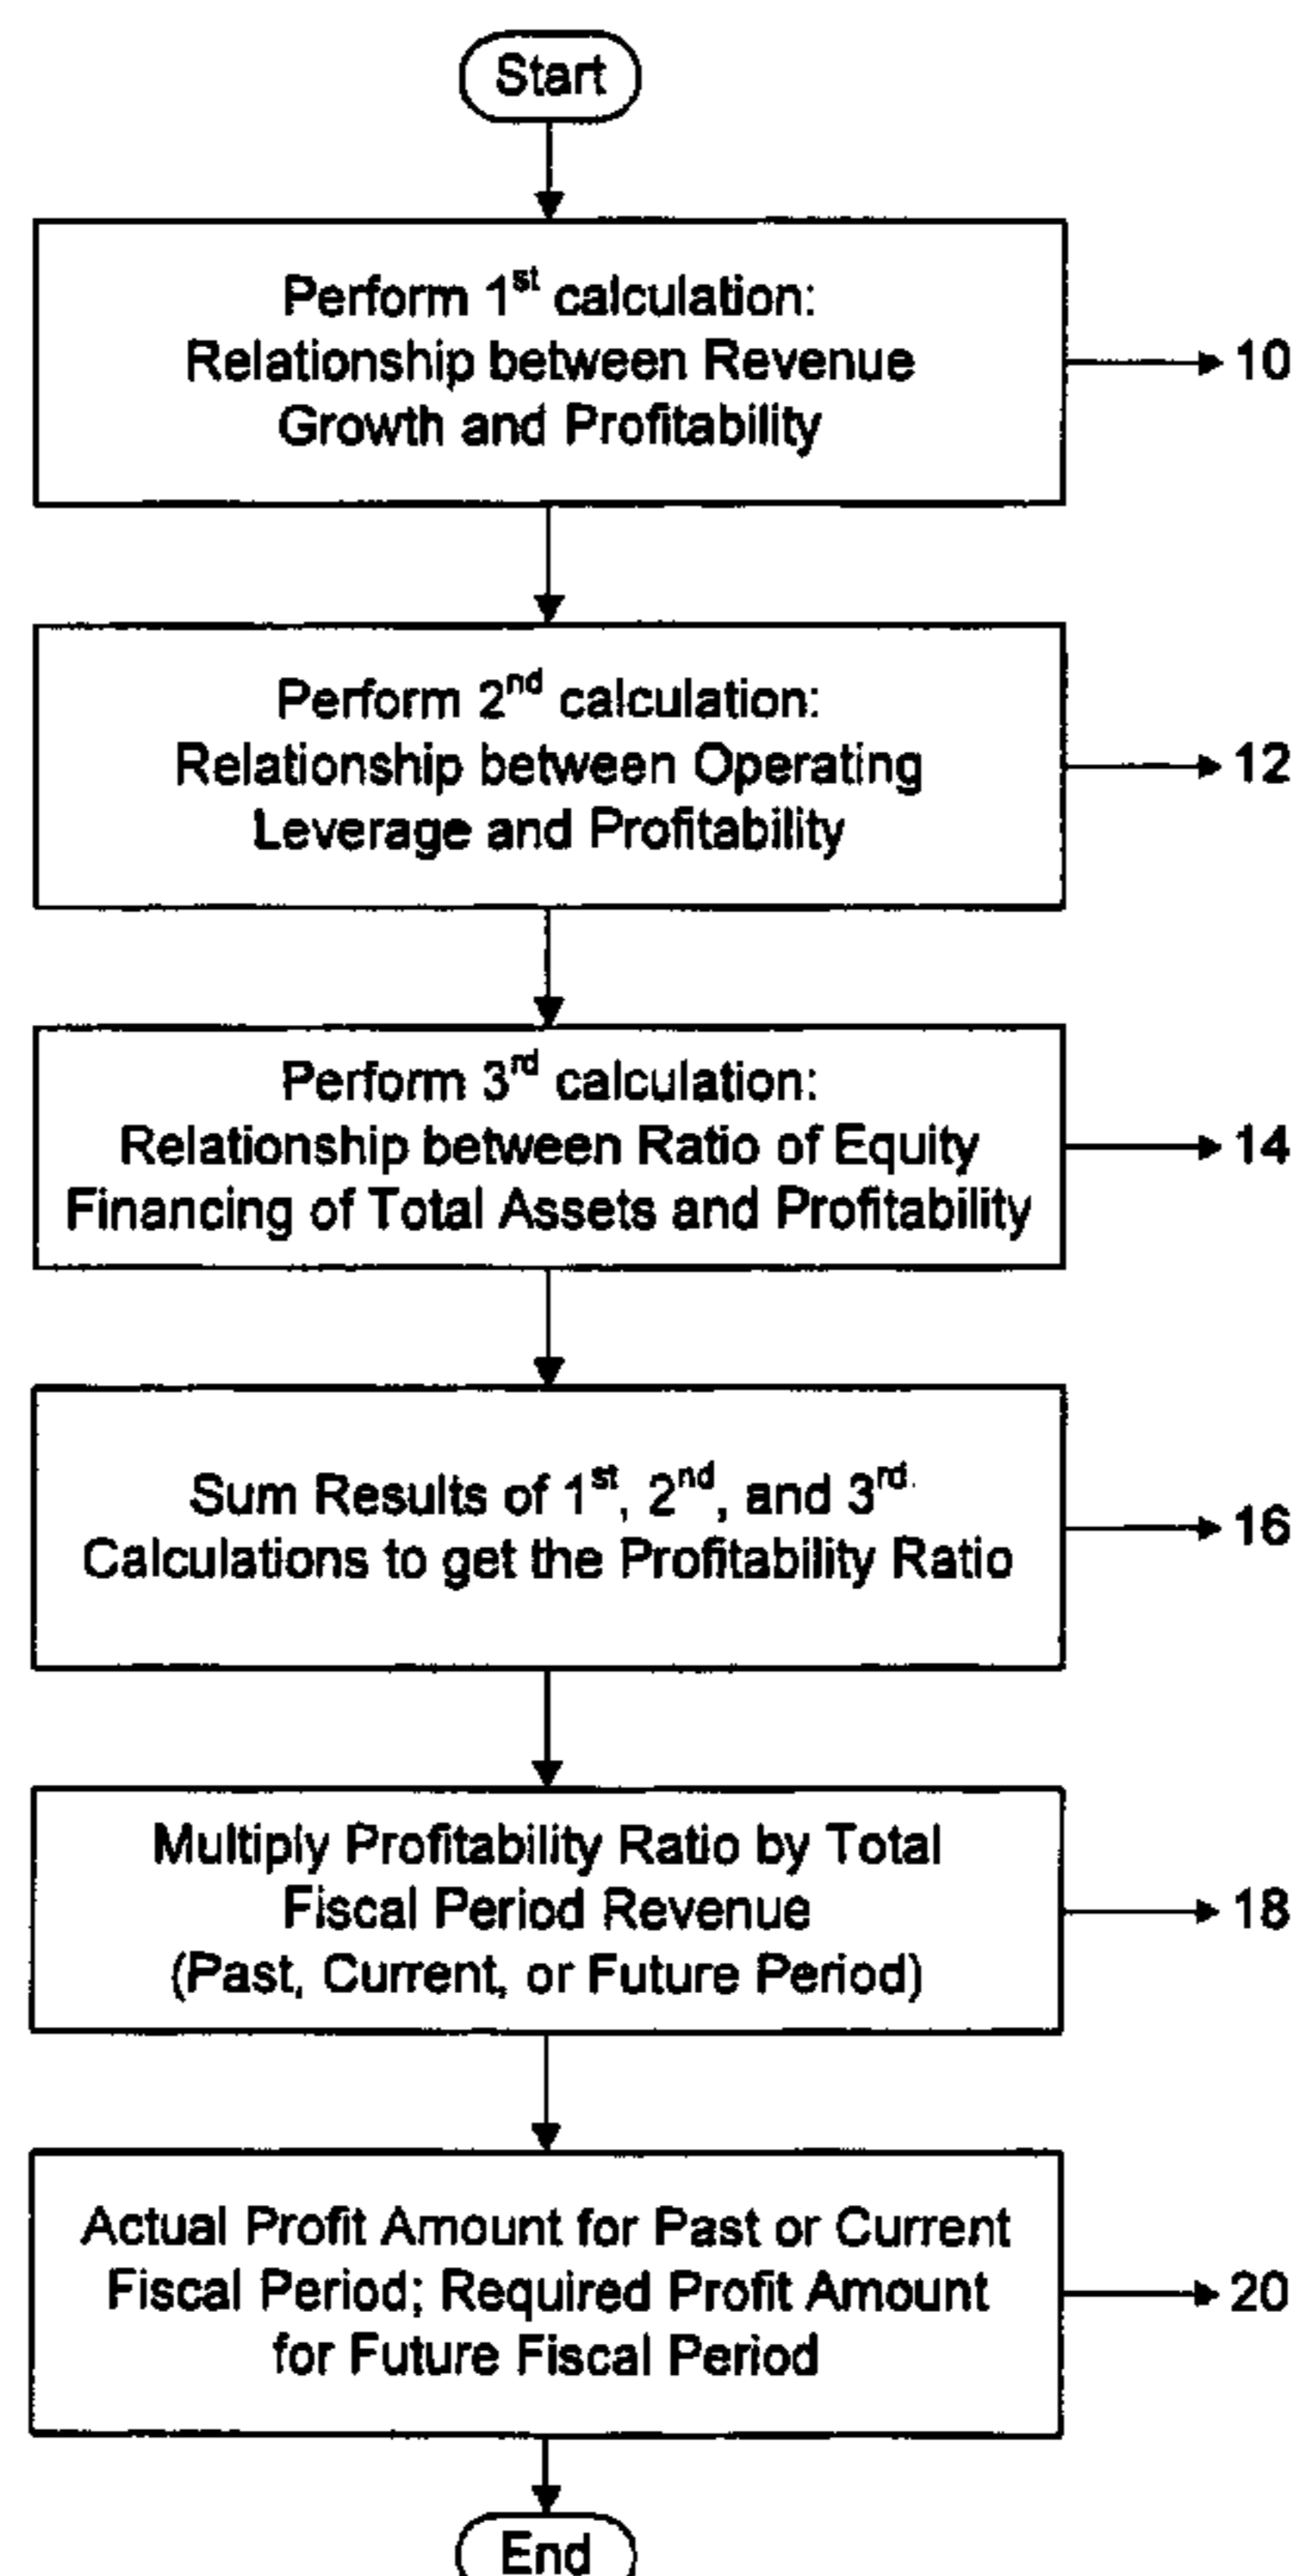 Start
Perform 1st calculation:
Relationship between Revenue
Growth and Profitability
10
Perform 2nd calculation:
Relationship between Operating
Leverage and Profitability
12
Perform 3rd calculation:
Relationship between Ratio of Equity
Financing of Total Assets and Profitability
14
Sum Results of 1st, 2nd, and 3rd
Calculations to get the Profitability Ratio
16
Multiply Profitability Ratio by Total
Fiscal Period Revenue
(Past, Current, or Future Period)
18
Actual Profit Amount for Past or Current
Fiscal Period; Required Profit Amount
for Future Fiscal Period
20
End